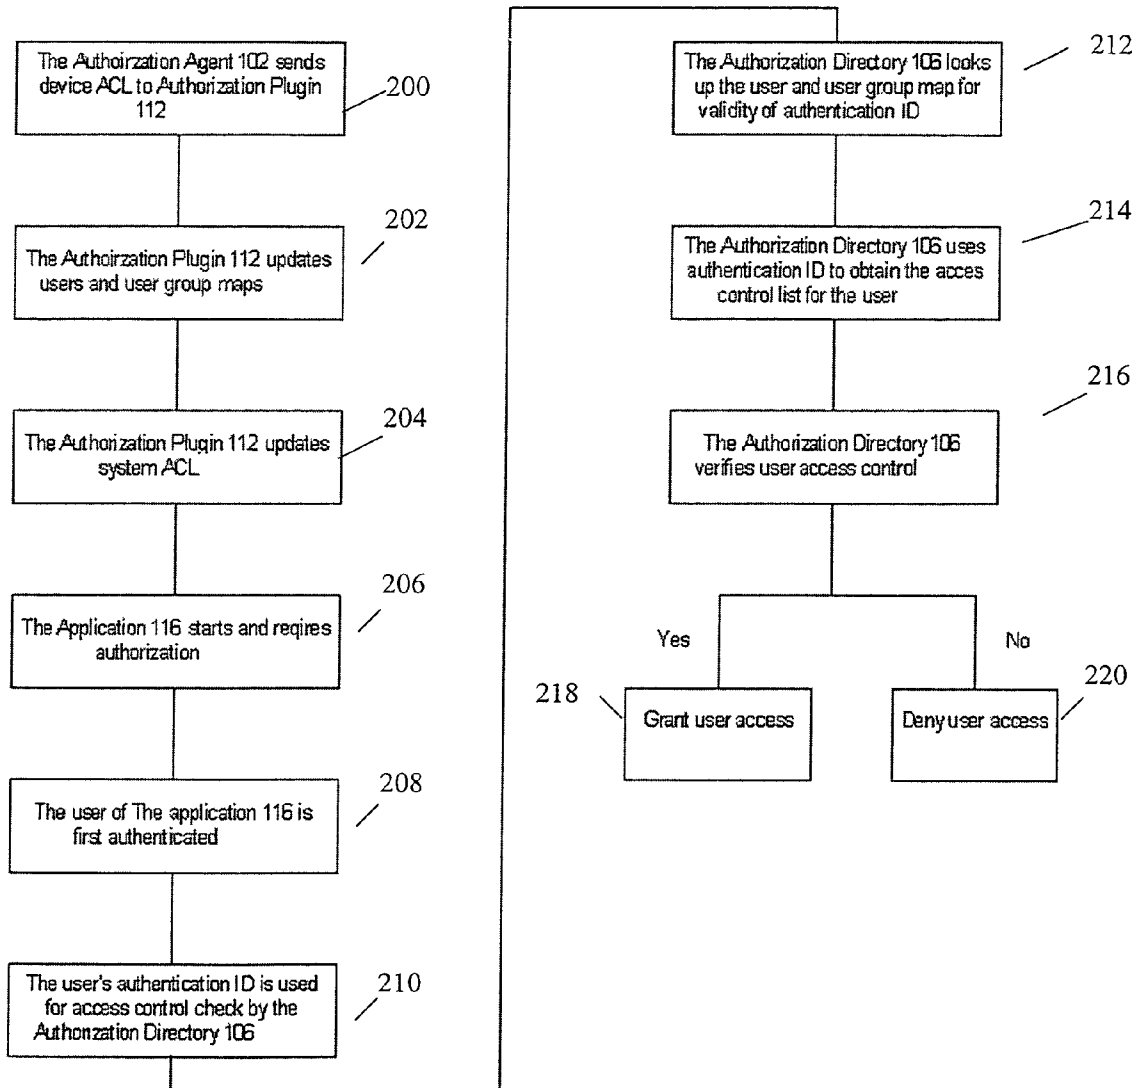 The Authoirzation Agent 102 sends
device ACL to Authorization Plugin
112
200
The Authoirzation Plugin 112 updates
users and user group maps
202
The Authorization Plugin 112 updates
system ACL
204
The Application 116 starts and reqires
authorization
206
The user of The application 116 is
first authenticated
208
The user's authentication ID is used
for access control check by the
Authorization Directory 106
210
The Authorization Directory 106 looks
up the user and user group map for
validity of authentication ID
212
The Authorization Directory 106 uses
authentication ID to obtain the acces
control list for the user
214
The Authorization Directory 106
verifies user access control
216
Yes
No
218
Grant user access
Deny user access
220